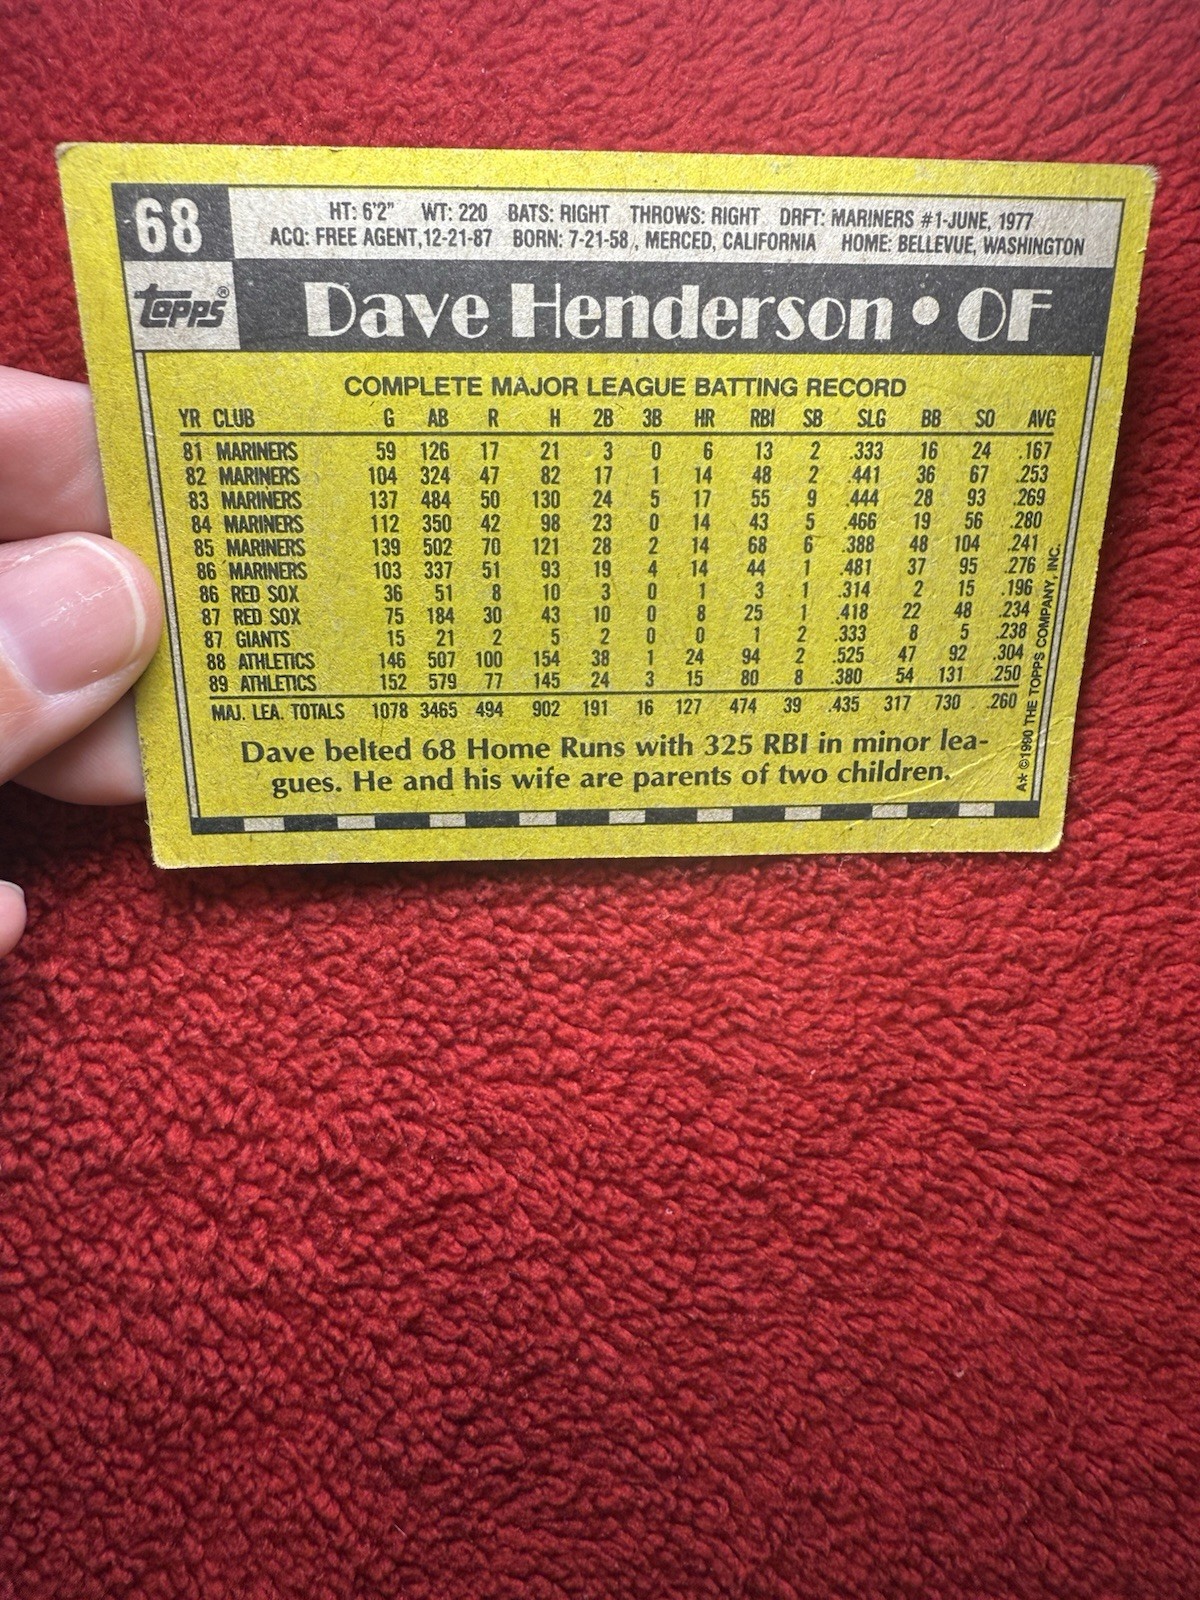 68
HT: 6'2" WT: 220 BATS: RIGHT THROWS: RIGHT DRFT: MARINERS #1-JUNE, 1977
ACQ: FREE AGENT,12-21-87 BORN: 7-21-58, MERCED, CALIFORNIA HOME: BELLEVUE, WASHINGTON
Topps®
Dave Henderson • OF
COMPLETE MAJOR LEAGUE BATTING RECORD
YR CLUB G AB R H 2B 3B HR RBI SB SLG BB SO AVG
81 MARINERS 59 126 17 21 3 0 6 13 2 .333 16 24 .167
82 MARINERS 104 324 47 82 17 1 14 48 2 .441 36 67 .253
83 MARINERS 137 484 50 130 24 5 17 55 9 .444 28 93 .269
84 MARINERS 112 350 42 98 23 0 14 43 5 .466 19 56 .280
85 MARINERS 139 502 70 121 28 2 14 68 6 .388 48 104 .241
86 MARINERS 103 337 51 93 19 4 14 44 1 .481 37 95 .276
86 RED SOX 36 51 8 10 3 0 1 3 1 .314 2 15 .196
87 RED SOX 75 184 30 43 10 0 8 25 1 .418 22 48 .234
87 GIANTS 15 21 2 5 2 0 0 1 2 .333 8 5 .238
88 ATHLETICS 146 507 100 154 38 1 24 94 2 .525 47 92 .304
89 ATHLETICS 152 579 77 145 24 3 15 80 8 .380 54 131 .250
MAJ. LEA. TOTALS 1078 3465 494 902 191 16 127 474 39 .435 317 730 .260
Dave belted 68 Home Runs with 325 RBI in minor lea-
gues. He and his wife are parents of two children.
A* ©1990 THE TOPPS COMPANY, INC.